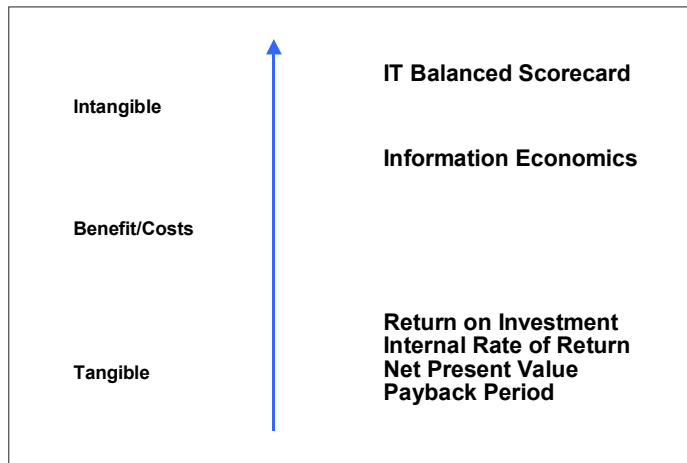 IT Balanced Scorecard
Intangible
Information Economics
Benefit/Costs
Return on Investment
Internal Rate of Return
Tangible
Net Present Value
Payback Period